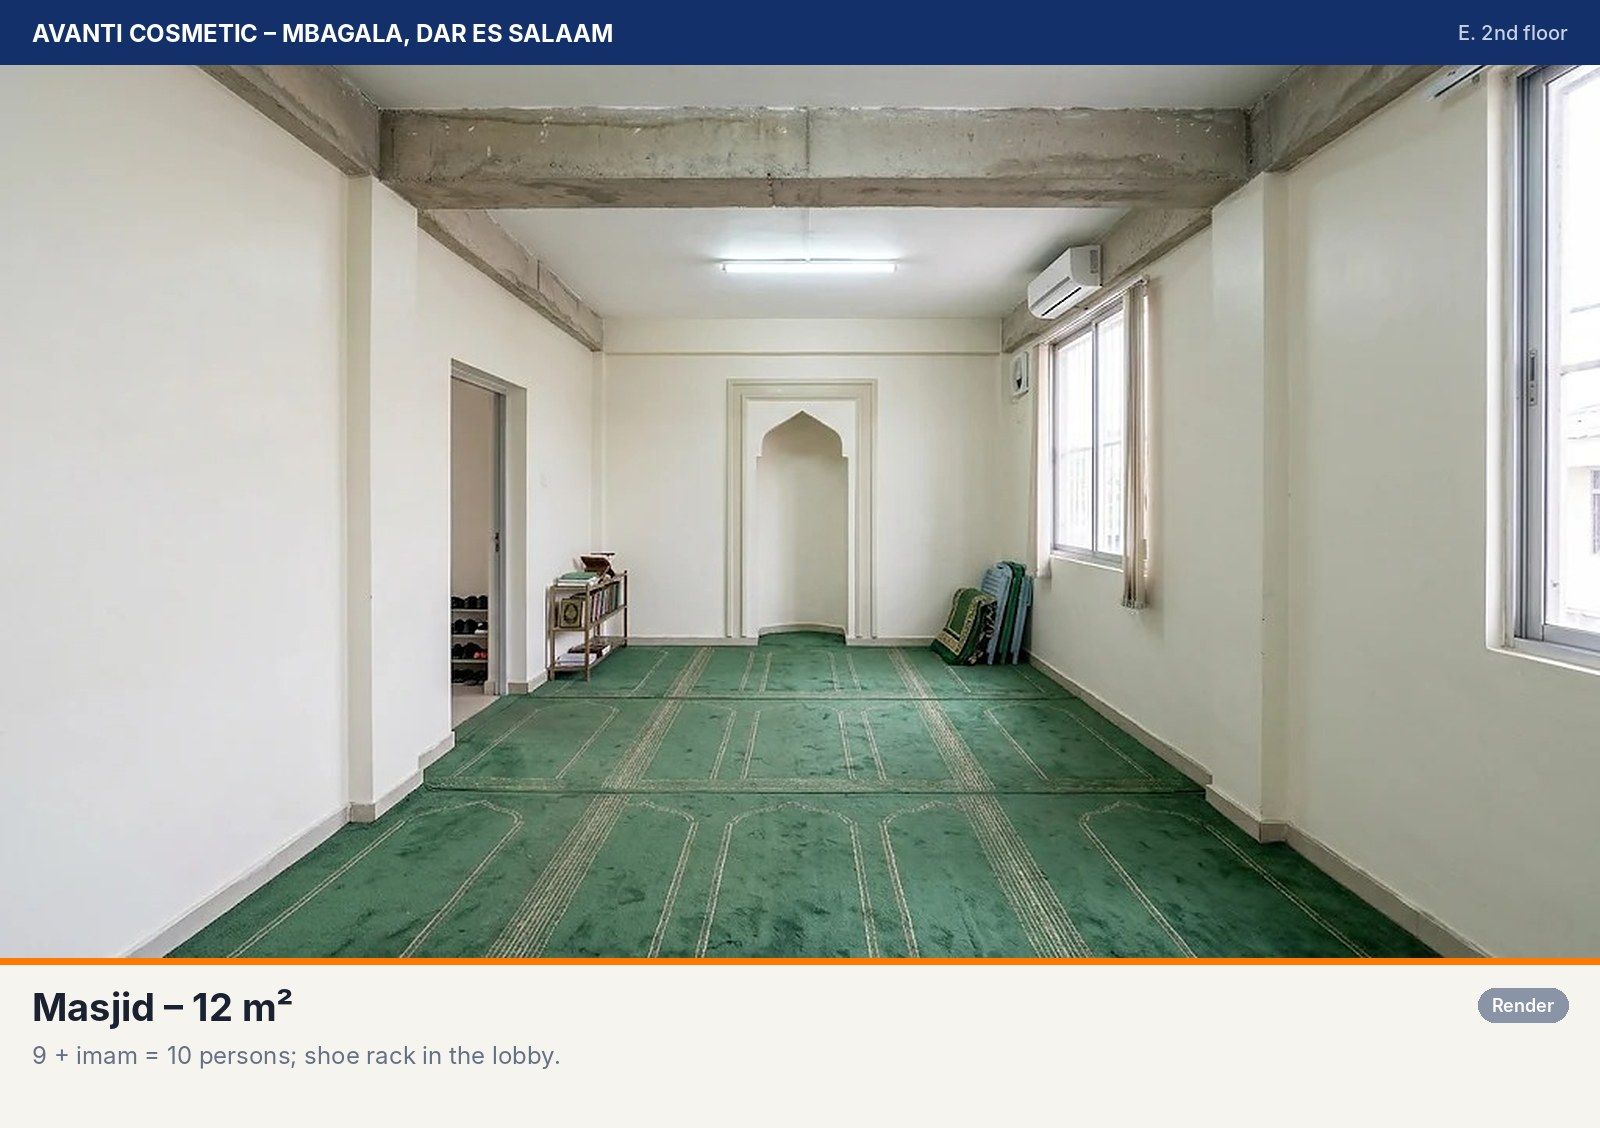 AVANTI COSMETIC – MBAGALA, DAR ES SALAAM
E. 2nd floor
Masjid – 12 m²
Render
9 + imam = 10 persons; shoe rack in the lobby.